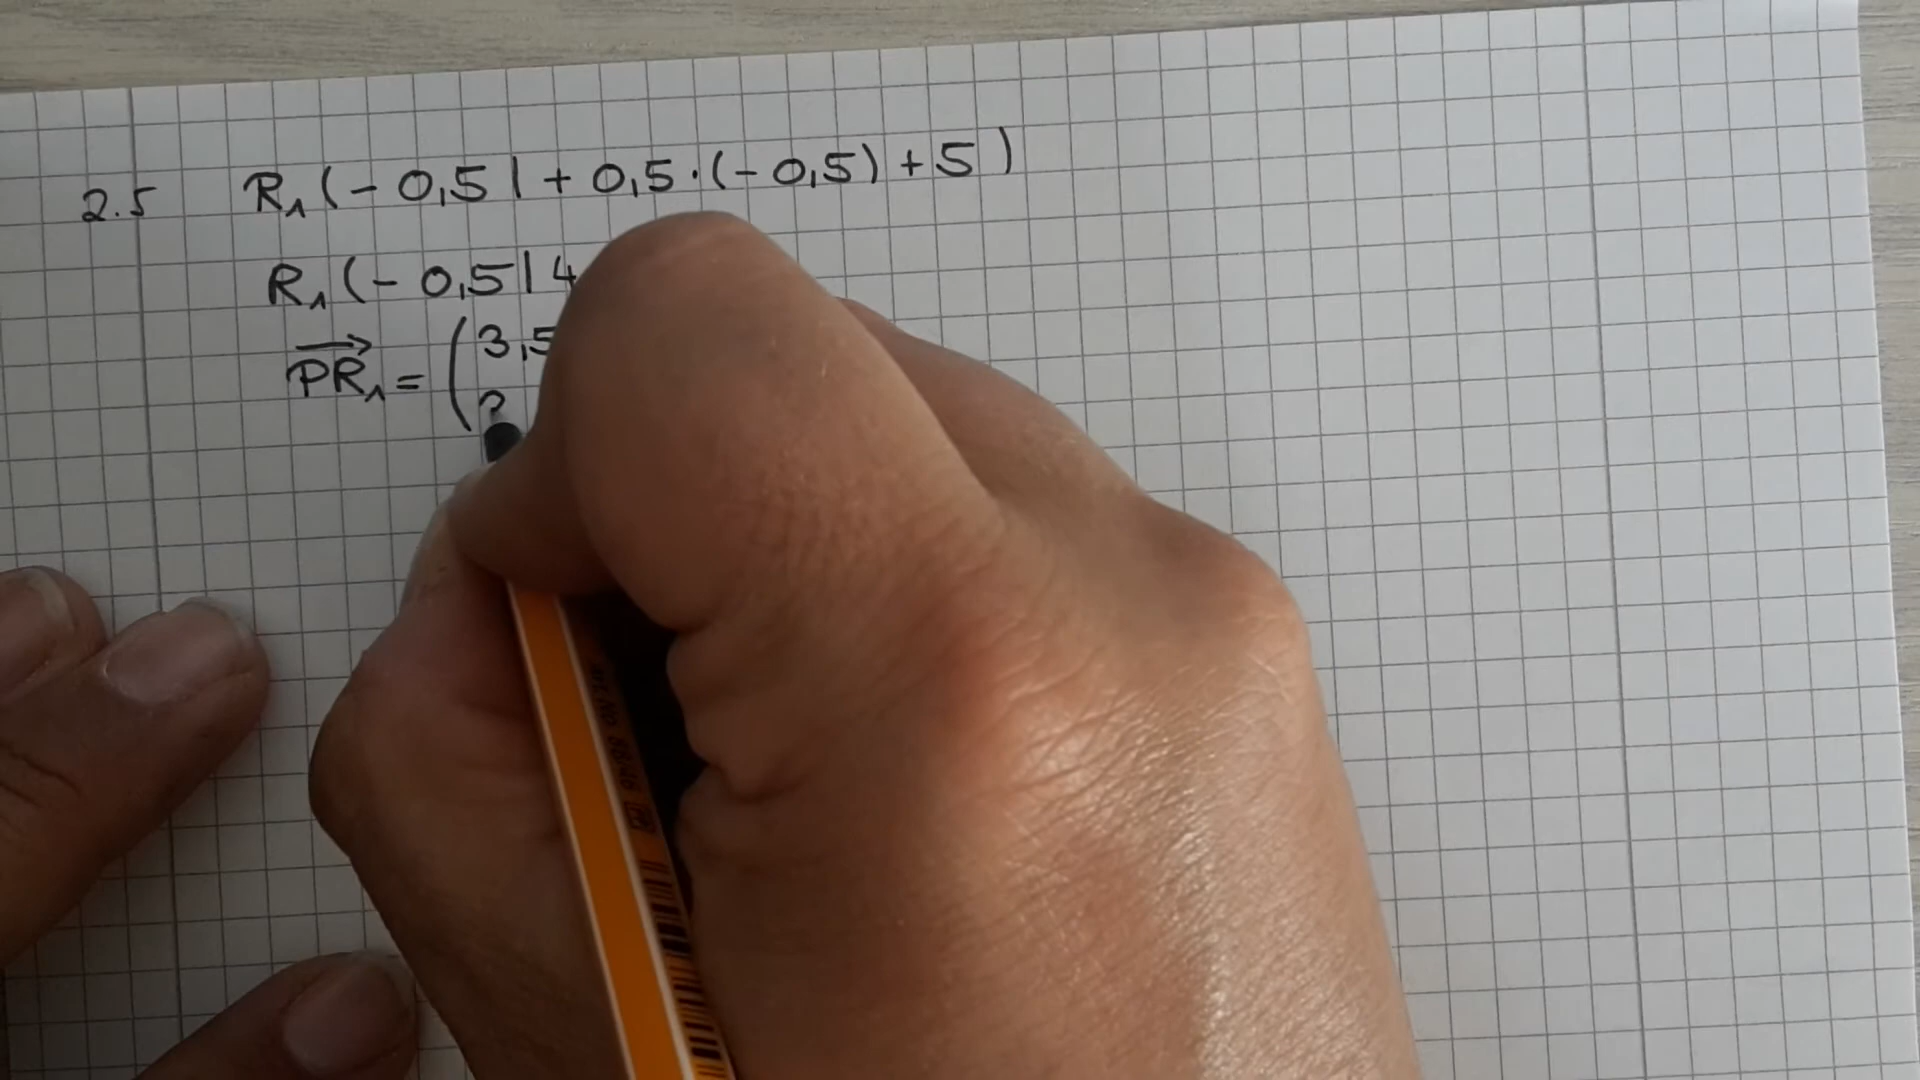 2.5 R₁(- 0,5 | + 0,5·(- 0,5) + 5)
R₁(- 0,5 | 4
PR₁ = (3,5